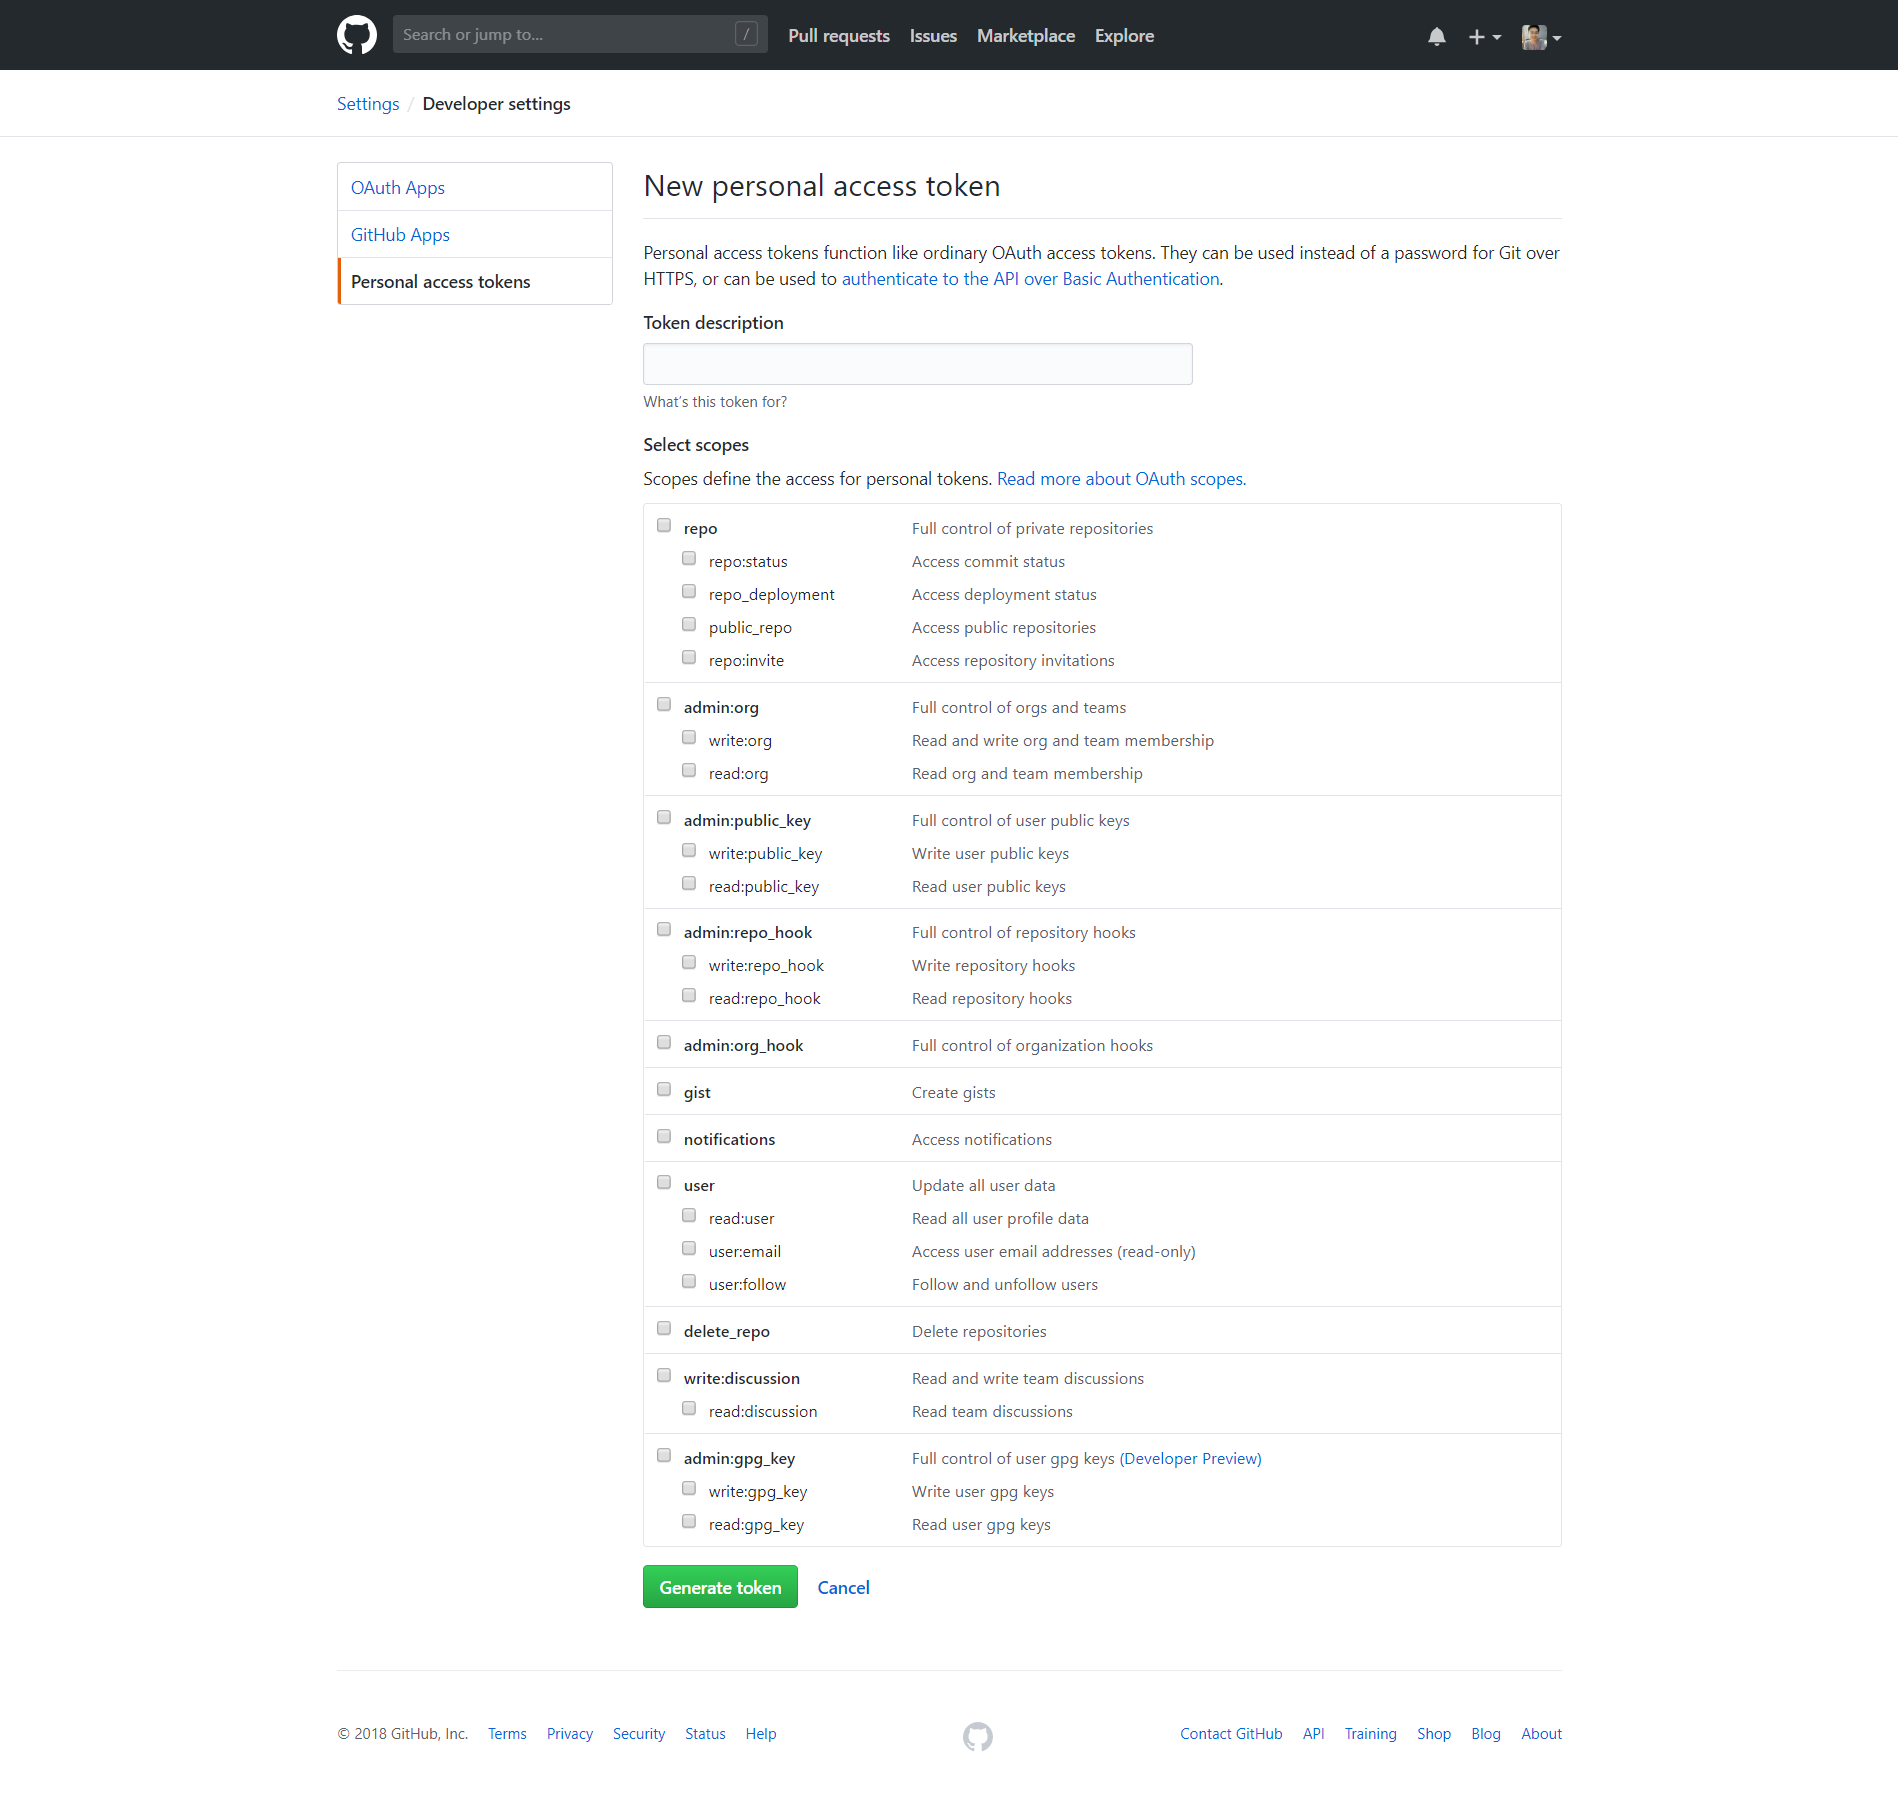 Search or jump to...
/
Pull requests Issues Marketplace Explore
Settings / Developer settings
OAuth Apps
GitHub Apps
Personal access tokens
New personal access token
Personal access tokens function like ordinary OAuth access tokens. They can be used instead of a password for Git over
HTTPS, or can be used to authenticate to the API over Basic Authentication.
Token description
What's this token for?
Select scopes
Scopes define the access for personal tokens. Read more about OAuth scopes.
repo Full control of private repositories
repo:status Access commit status
repo_deployment Access deployment status
public_repo Access public repositories
repo:invite Access repository invitations
admin:org Full control of orgs and teams
write:org Read and write org and team membership
read:org Read org and team membership
admin:public_key Full control of user public keys
write:public_key Write user public keys
read:public_key Read user public keys
admin:repo_hook Full control of repository hooks
write:repo_hook Write repository hooks
read:repo_hook Read repository hooks
admin:org_hook Full control of organization hooks
gist Create gists
notifications Access notifications
user Update all user data
read:user Read all user profile data
user:email Access user email addresses (read-only)
user:follow Follow and unfollow users
delete_repo Delete repositories
write:discussion Read and write team discussions
read:discussion Read team discussions
admin:gpg_key Full control of user gpg keys (Developer Preview)
write:gpg_key Write user gpg keys
read:gpg_key Read user gpg keys
Generate token Cancel
© 2018 GitHub, Inc. Terms Privacy Security Status Help Contact GitHub API Training Shop Blog About